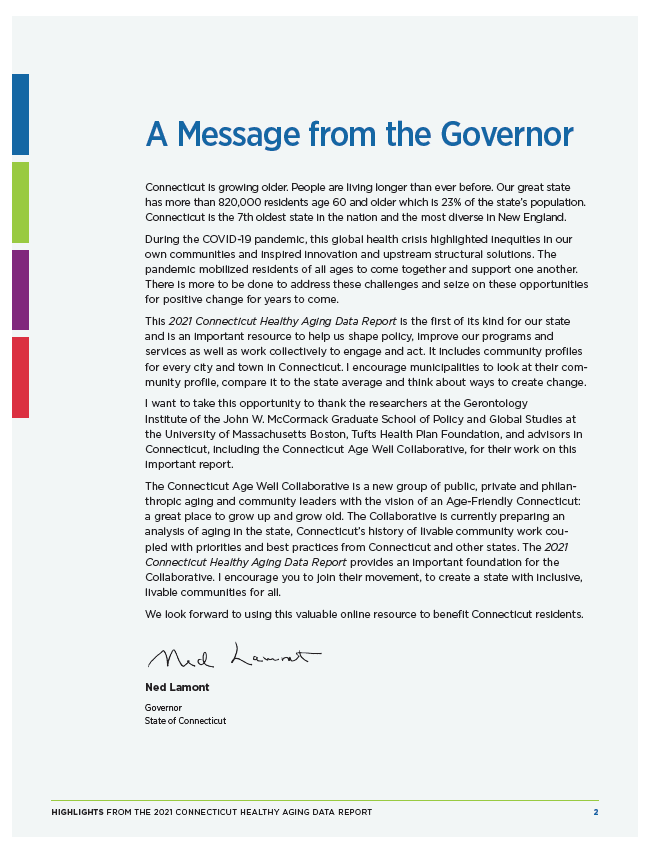 A Message from the Governor
Connecticut is growing older. People are living longer than ever before. Our great state
has more than 820,000 residents age 60 and older which is 23% of the state's population.
Connecticut is the 7th oldest state in the nation and the most diverse in New England.
During the COVID-19 pandemic, this global health crisis highlighted inequities in our
own communities and inspired innovation and upstream structural solutions. The
pandemic mobilized residents of all ages to come together and support one another.
There is more to be done to address these challenges and seize on these opportunities
for positive change for years to come.
This 2021 Connecticut Healthy Aging Data Report is the first of its kind for our state
and is an important resource to help us shape policy, improve our programs and
services as well as work collectively to engage and act. It includes community profiles
for every city and town in Connecticut. I encourage municipalities to look at their com-
munity profile, compare it to the state average and think about ways to create change.
I want to take this opportunity to thank the researchers at the Gerontology
Institute of the John W. McCormack Graduate School of Policy and Global Studies at
the University of Massachusetts Boston, Tufts Health Plan Foundation, and advisors in
Connecticut, including the Connecticut Age Well Collaborative, for their work on this
important report.
The Connecticut Age Well Collaborative is a new group of public, private and philan-
thropic aging and community leaders with the vision of an Age-Friendly Connecticut:
a great place to grow up and grow old. The Collaborative is currently preparing an
analysis of aging in the state, Connecticut's history of livable community work cou-
pled with priorities and best practices from Connecticut and other states. The 2021
Connecticut Healthy Aging Data Report provides an important foundation for the
Collaborative. I encourage you to join their movement, to create a state with inclusive,
livable communities for all.
We look forward to using this valuable online resource to benefit Connecticut residents.
Ned Lamont
Ned Lamont
Governor
State of Connecticut
HIGHLIGHTS FROM THE 2021 CONNECTICUT HEALTHY AGING DATA REPORT 2